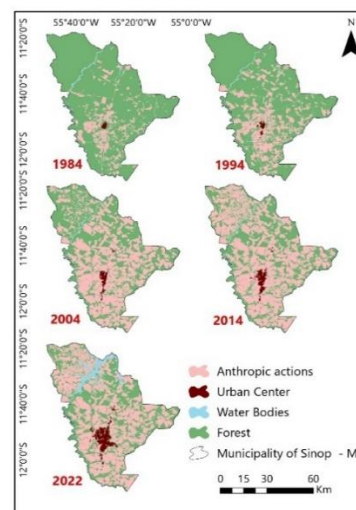 55°40'0"S 55°20'0"S 55°0'0"S
N
11°20'0"S
11°40'0"S
12°0'0"S
1984
1994
11°20'0"S
11°40'0"S
12°0'0"S
2004
2014
11°20'0"S
11°40'0"S
12°0'0"S
2022
Anthropic actions
Urban Center
Water Bodies
Forest
Municipality of Sinop - M
0 15 30 45 60
Km